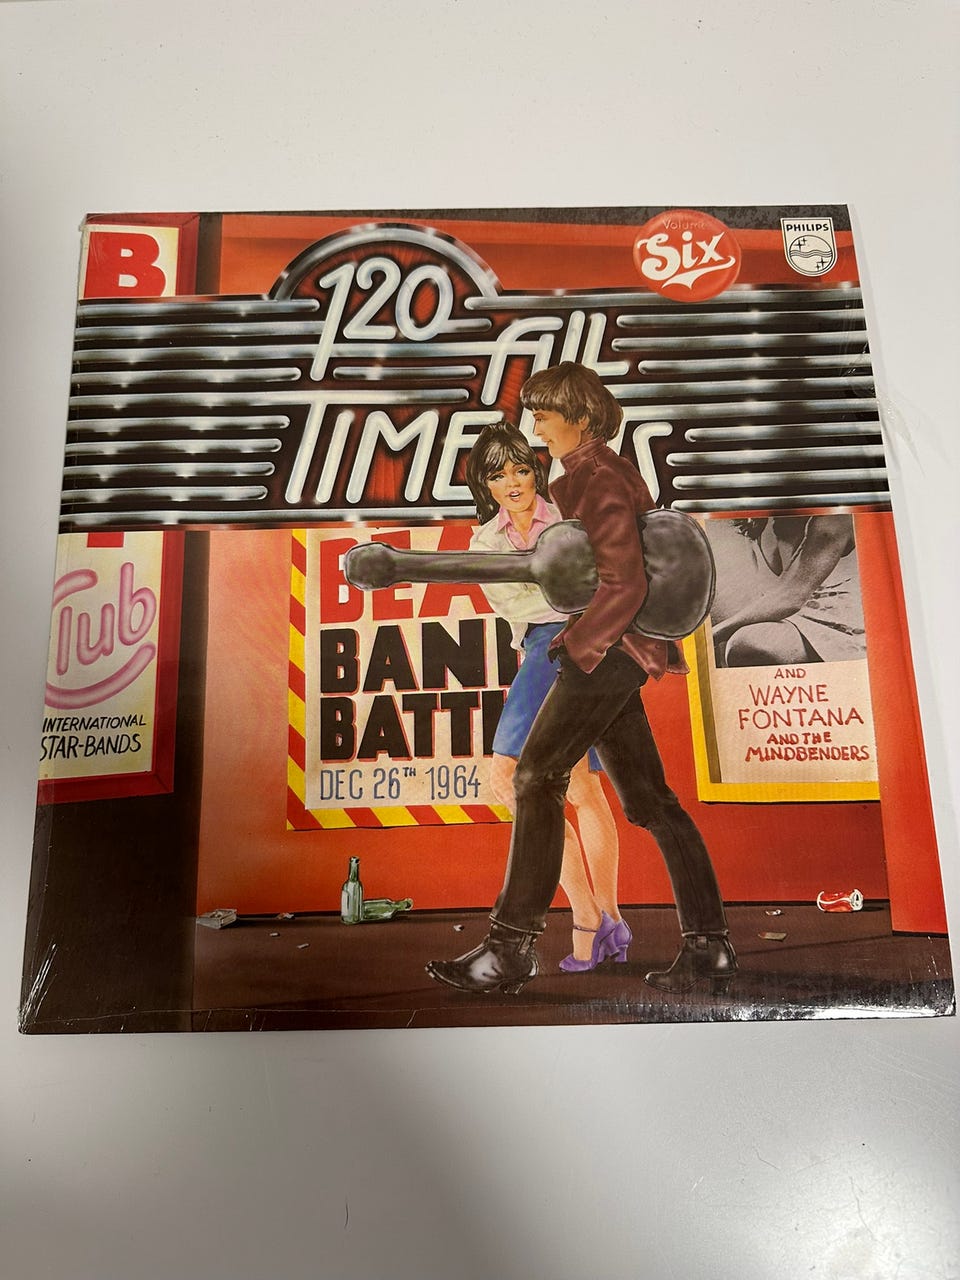 B
Volume
Six
PHILIPS
120
All
TIME
Club
INTERNATIONAL
STAR-BANDS
BEA
BAN
BATT
DEC 26TH 1964
AND
WAYNE
FONTANA
AND THE
MINDBENDERS